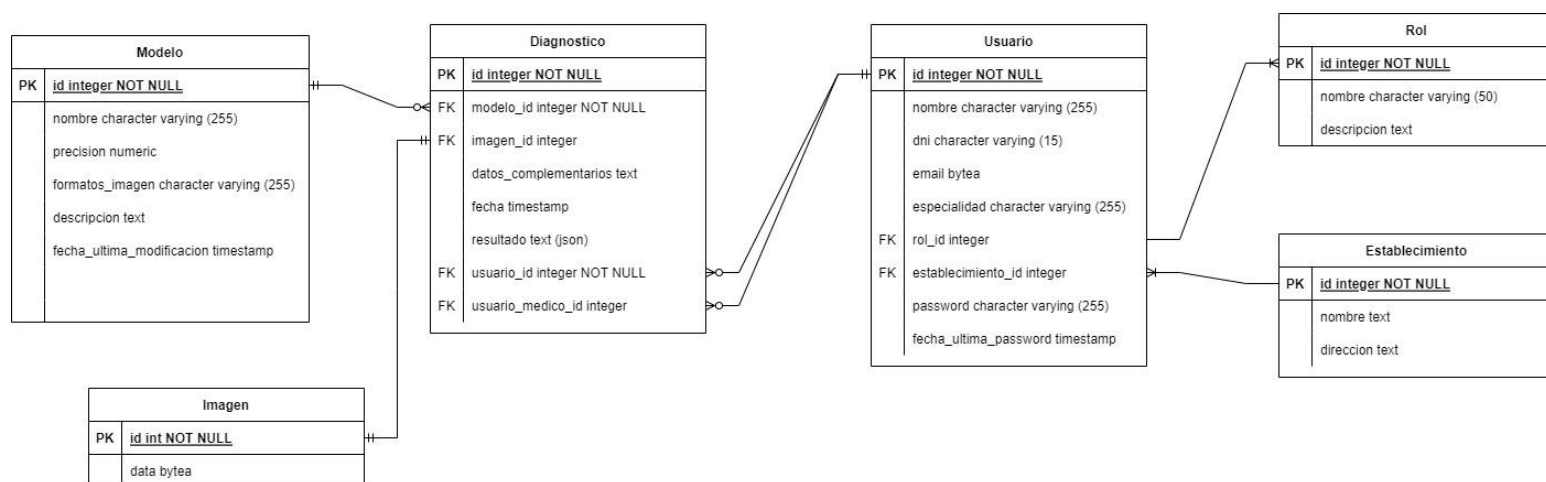 Modelo
PK id integer NOT NULL
nombre character varying (255)
precision numeric
formatos_imagen character varying (255)
descripcion text
fecha_ultima_modificacion timestamp
Diagnostico
PK id integer NOT NULL
FK modelo_id integer NOT NULL
FK imagen_id integer
datos_complementarios text
fecha timestamp
resultado text (json)
FK usuario_id integer NOT NULL
FK usuario_medico_id integer
Usuario
PK id integer NOT NULL
nombre character varying (255)
dni character varying (15)
email bytea
especialidad character varying (255)
FK rol_id integer
FK establecimiento_id integer
password character varying (255)
fecha_ultima_password timestamp
Rol
PK id integer NOT NULL
nombre character varying (50)
descripcion text
Establecimiento
PK id integer NOT NULL
nombre text
direccion text
Imagen
PK id int NOT NULL
data bytea